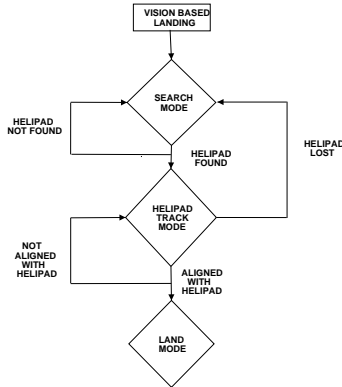 VISION BASED
LANDING
SEARCH
MODE
HELIPAD
NOT FOUND
HELIPAD
FOUND
HELIPAD
LOST
HELIPAD
TRACK
MODE
NOT
ALIGNED
WITH HELIPAD
ALIGNED
WITH
HELIPAD
LAND
MODE